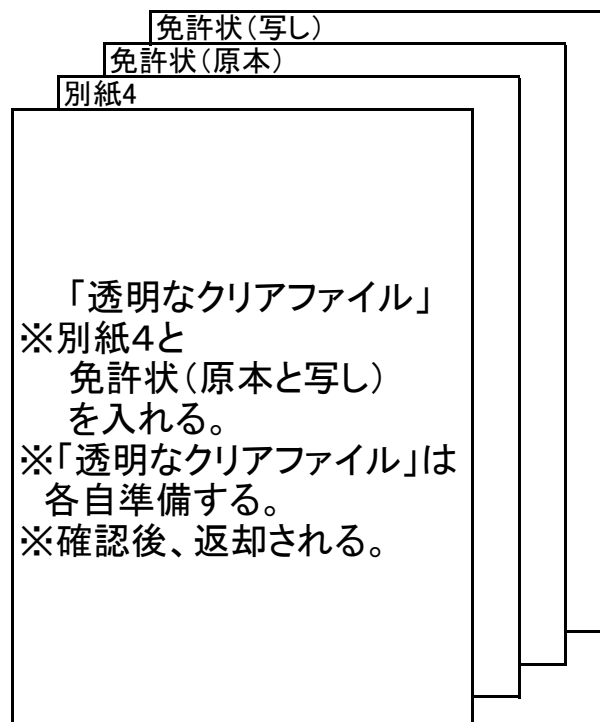 免許状（写し）
免許状（原本）
別紙4
「透明なクリアファイル」
※別紙４と
免許状（原本と写し）
を入れる。
※「透明なクリアファイル」は
各自準備する。
※確認後、返却される。